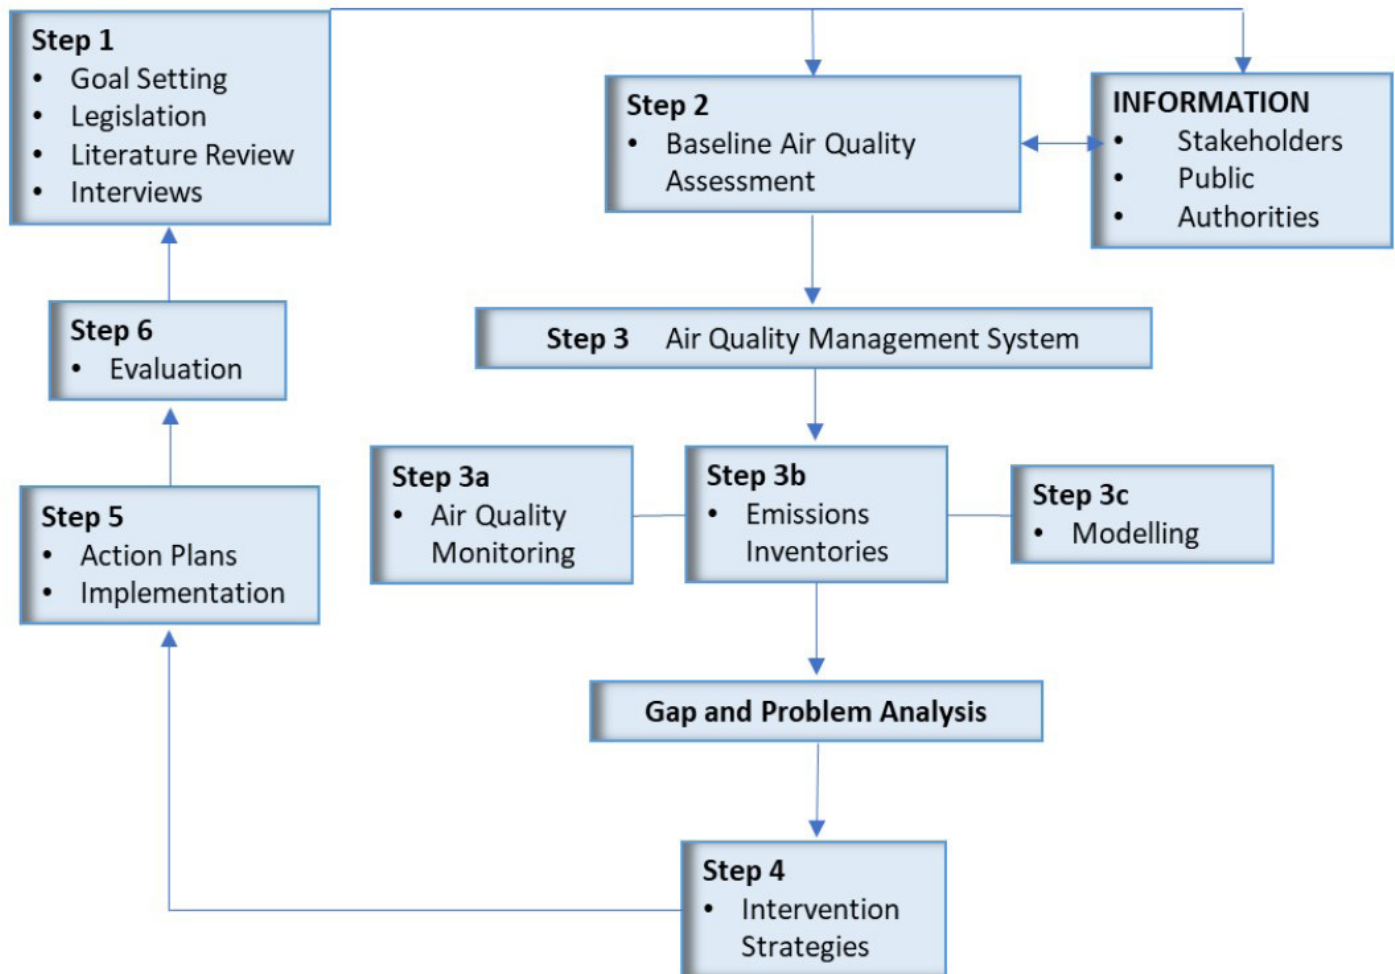 Step 1
• Goal Setting
• Legislation
• Literature Review
• Interviews
Step 2
• Baseline Air Quality
Assessment
INFORMATION
• Stakeholders
• Public
• Authorities
Step 3 Air Quality Management System
Step 3a
• Air Quality
Monitoring
Step 3b
• Emissions
Inventories
Step 3c
• Modelling
Gap and Problem Analysis
Step 4
• Intervention
Strategies
Step 5
• Action Plans
• Implementation
Step 6
• Evaluation